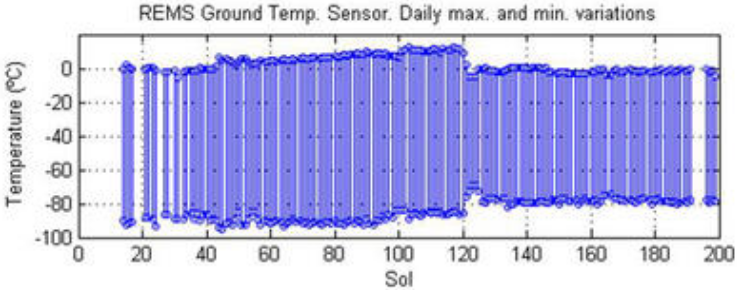 REMS Ground Temp. Sensor. Daily max. and min. variations
Temperature (ºC)
0
-20
-40
-60
-80
-100
0 20 40 60 80 100 120 140 160 180 200
Sol